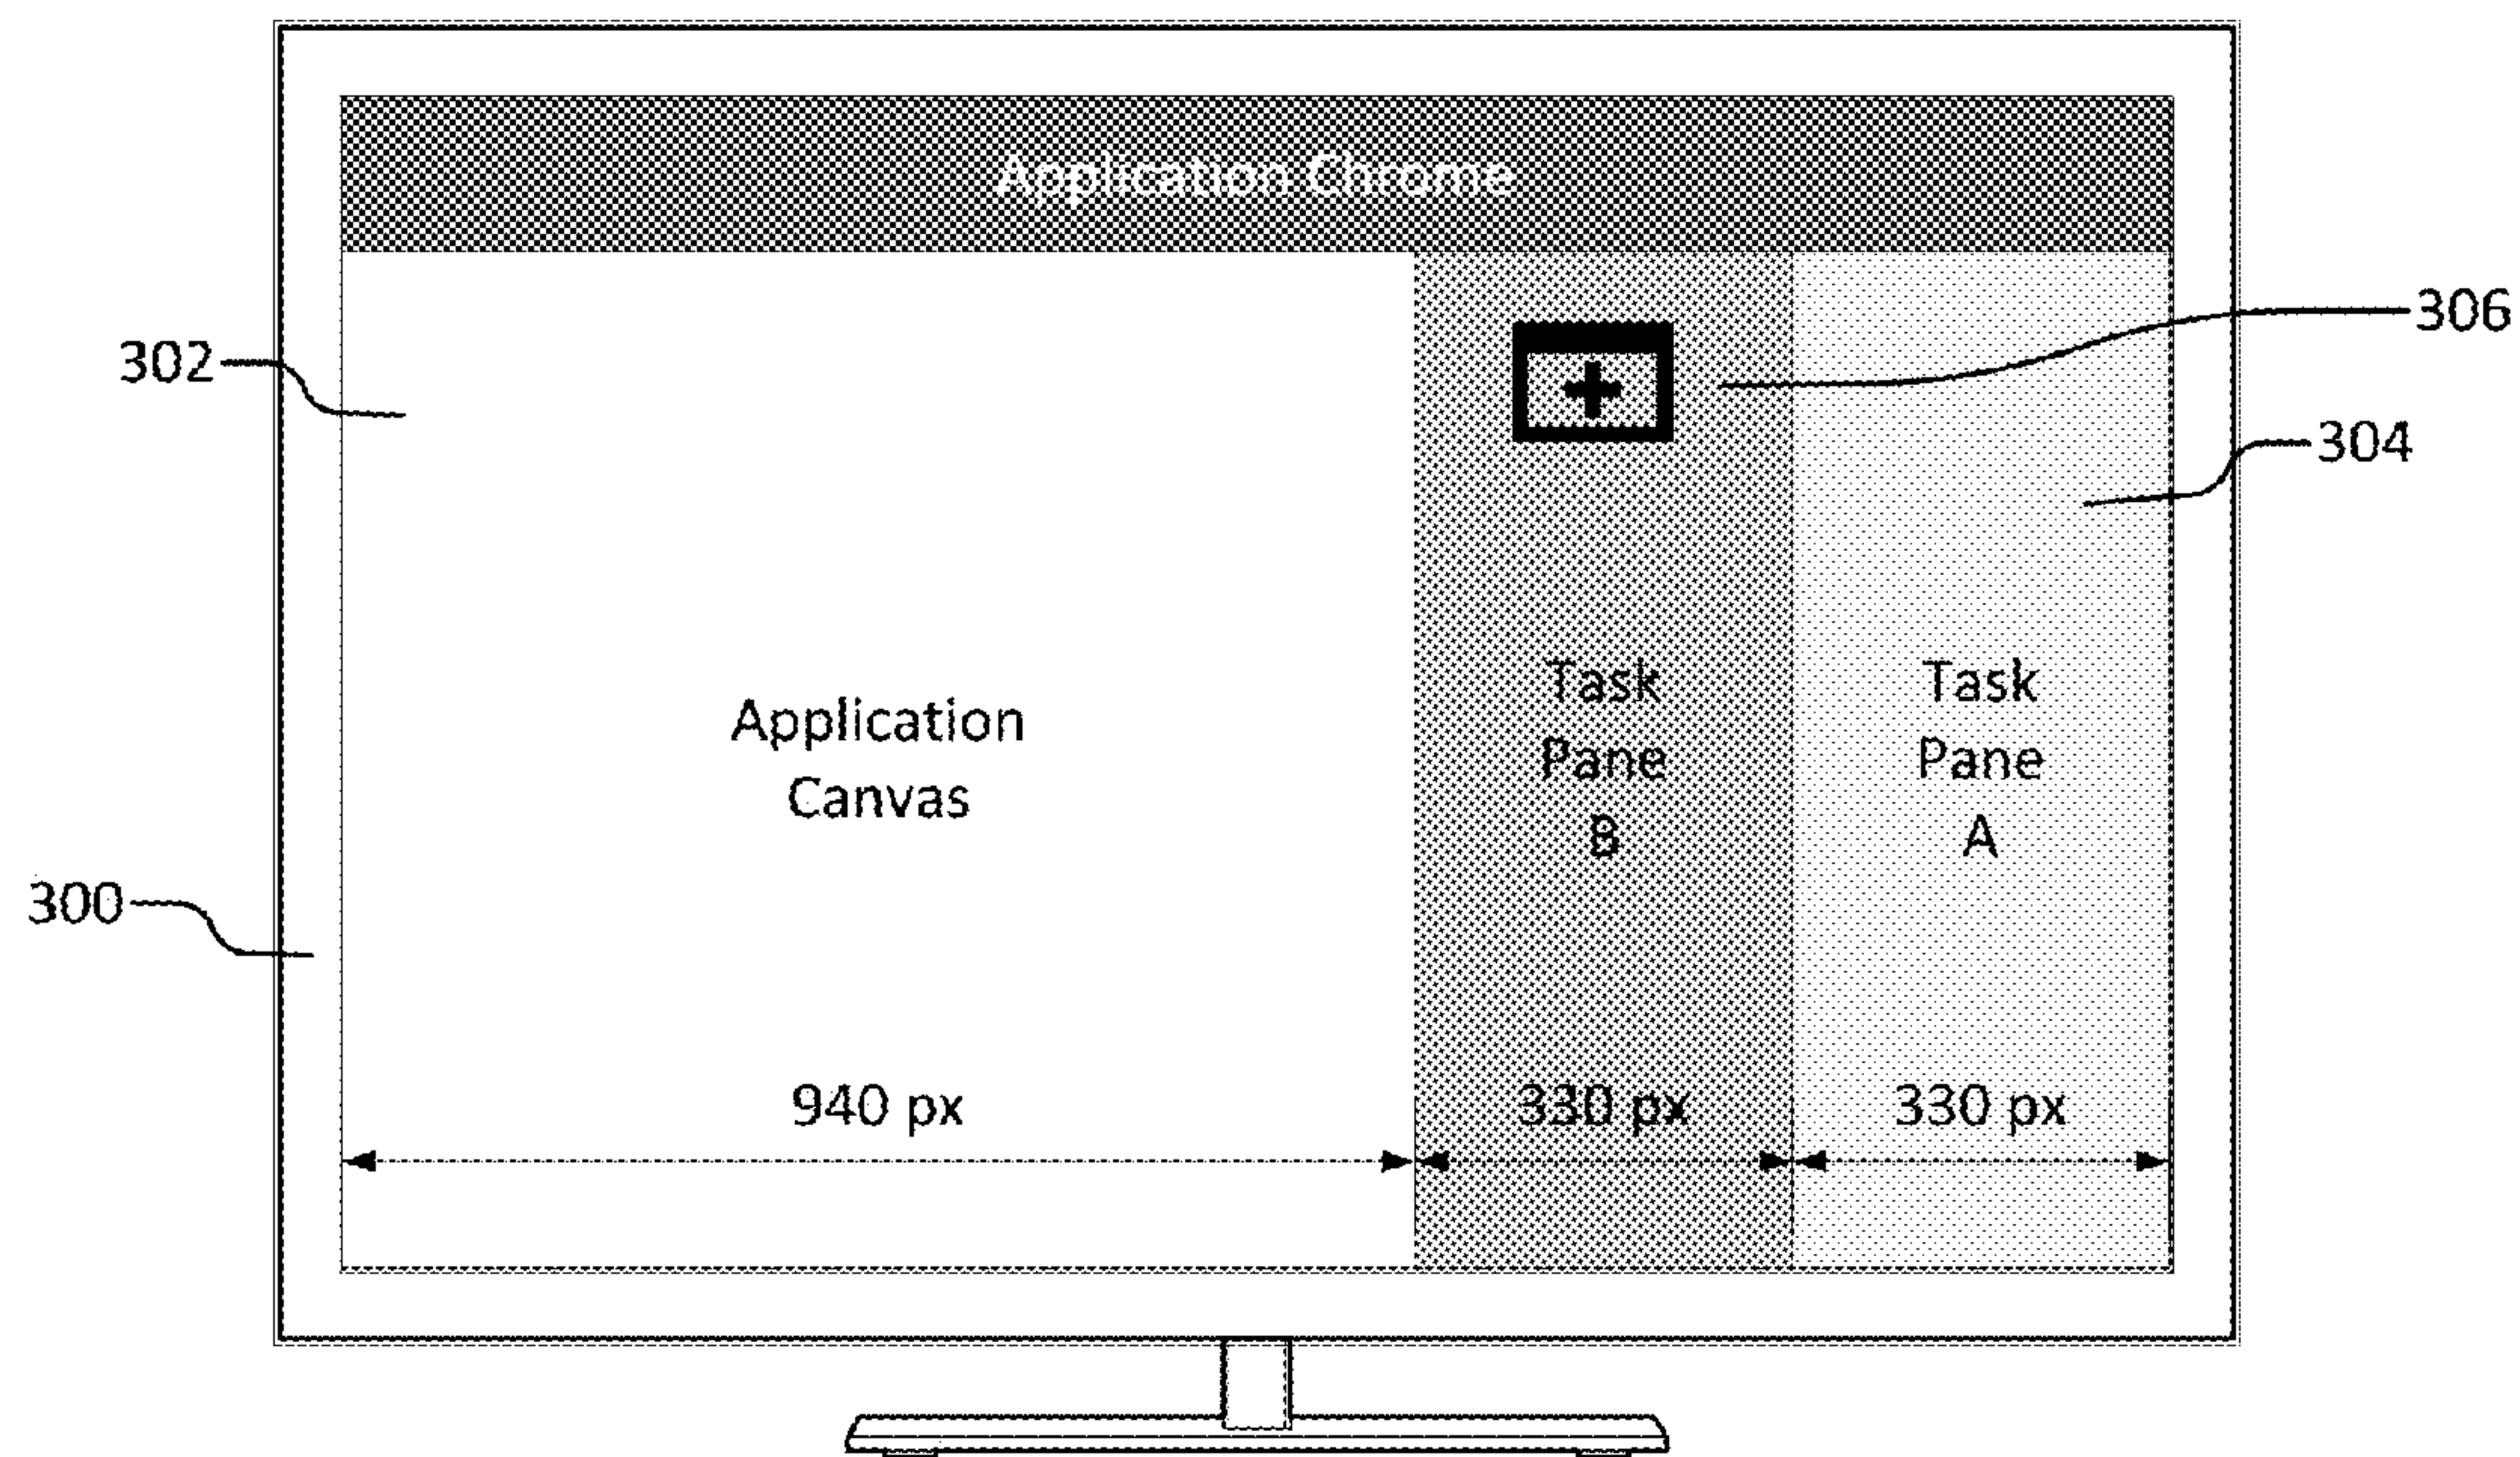 Application Chrome
306
302
304
Application
Canvas
Task
Pane
B
Task
Pane
A
300
940 px
330 px
330 px